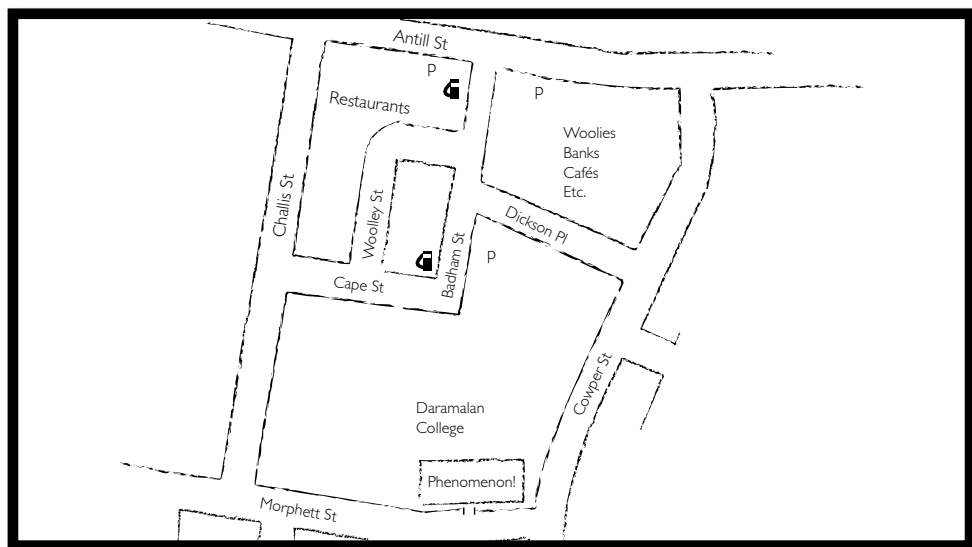 Antill St
P
Restaurants
P
Woolies
Banks
Cafés
Etc.
Challis St
Woolley St
Dickson Pl
Badham St
P
Cape St
Cowper St
Daramalan
College
Phenomenon!
Morphett St